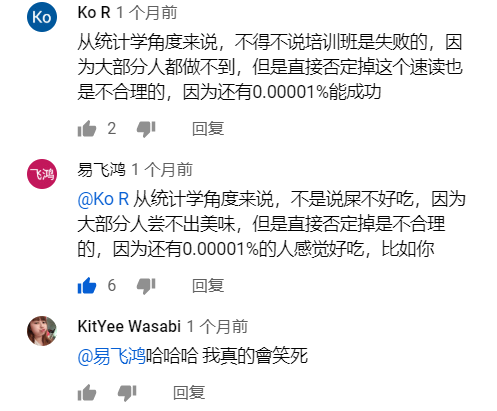 Ko
Ko R 1 个月前
从统计学角度来说，不得不说培训班是失败的，因
为大部分人都做不到，但是直接否定掉这个速读也
是不合理的，因为还有0.00001%能成功
2 回复
飞鸿
易飞鸿 1 个月前
@Ko R 从统计学角度来说，不是说屎不好吃，因为
大部分人尝不出美味，但是直接否定掉是不合理
的，因为还有0.00001%的人感觉好吃，比如你
6 回复
KitYee Wasabi 1 个月前
@易飞鸿哈哈哈 我真的會笑死
回复